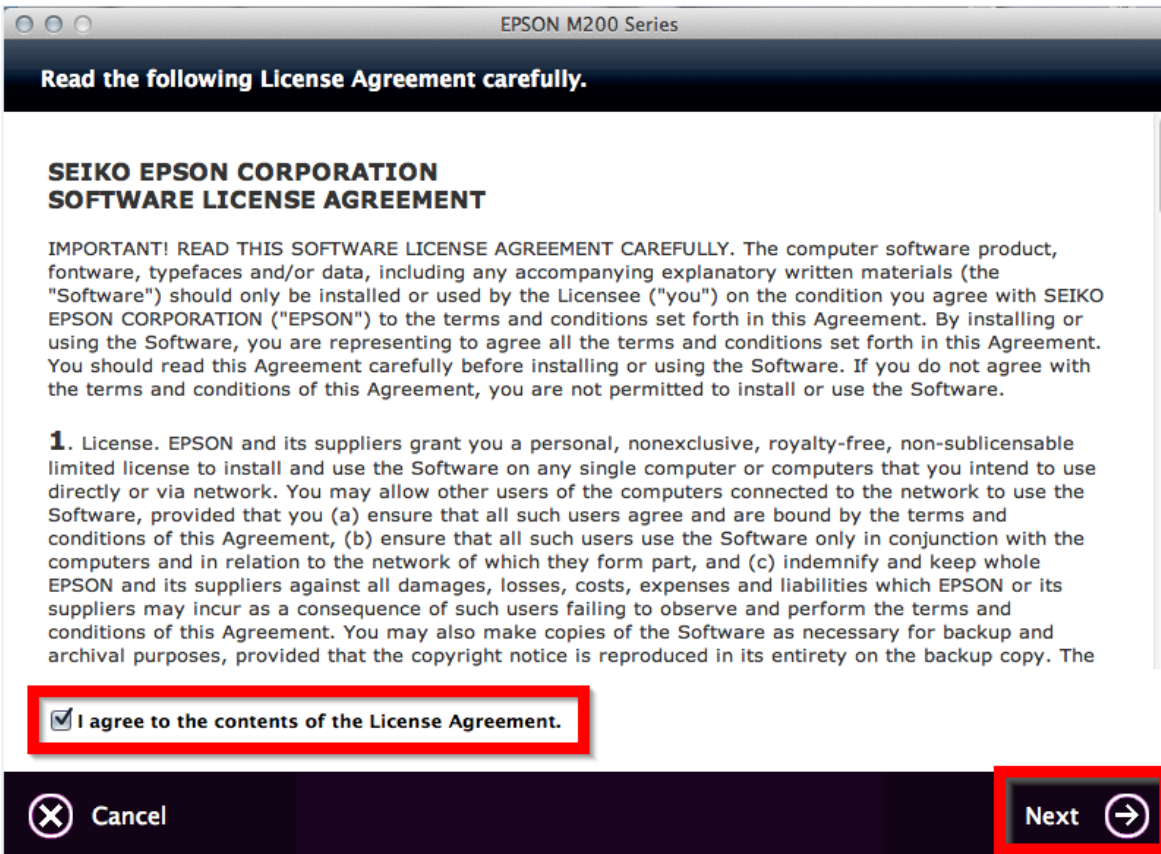 EPSON M200 Series
Read the following License Agreement carefully.
SEIKO EPSON CORPORATION
SOFTWARE LICENSE AGREEMENT
IMPORTANT! READ THIS SOFTWARE LICENSE AGREEMENT CAREFULLY. The computer software product,
fontware, typefaces and/or data, including any accompanying explanatory written materials (the
"Software") should only be installed or used by the Licensee ("you") on the condition you agree with SEIKO
EPSON CORPORATION ("EPSON") to the terms and conditions set forth in this Agreement. By installing or
using the Software, you are representing to agree all the terms and conditions set forth in this Agreement.
You should read this Agreement carefully before installing or using the Software. If you do not agree with
the terms and conditions of this Agreement, you are not permitted to install or use the Software.
1. License. EPSON and its suppliers grant you a personal, nonexclusive, royalty-free, non-sublicensable
limited license to install and use the Software on any single computer or computers that you intend to use
directly or via network. You may allow other users of the computers connected to the network to use the
Software, provided that you (a) ensure that all such users agree and are bound by the terms and
conditions of this Agreement, (b) ensure that all such users use the Software only in conjunction with the
computers and in relation to the network of which they form part, and (c) indemnify and keep whole
EPSON and its suppliers against all damages, losses, costs, expenses and liabilities which EPSON or its
suppliers may incur as a consequence of such users failing to observe and perform the terms and
conditions of this Agreement. You may also make copies of the Software as necessary for backup and
archival purposes, provided that the copyright notice is reproduced in its entirety on the backup copy. The
I agree to the contents of the License Agreement.
Cancel
Next